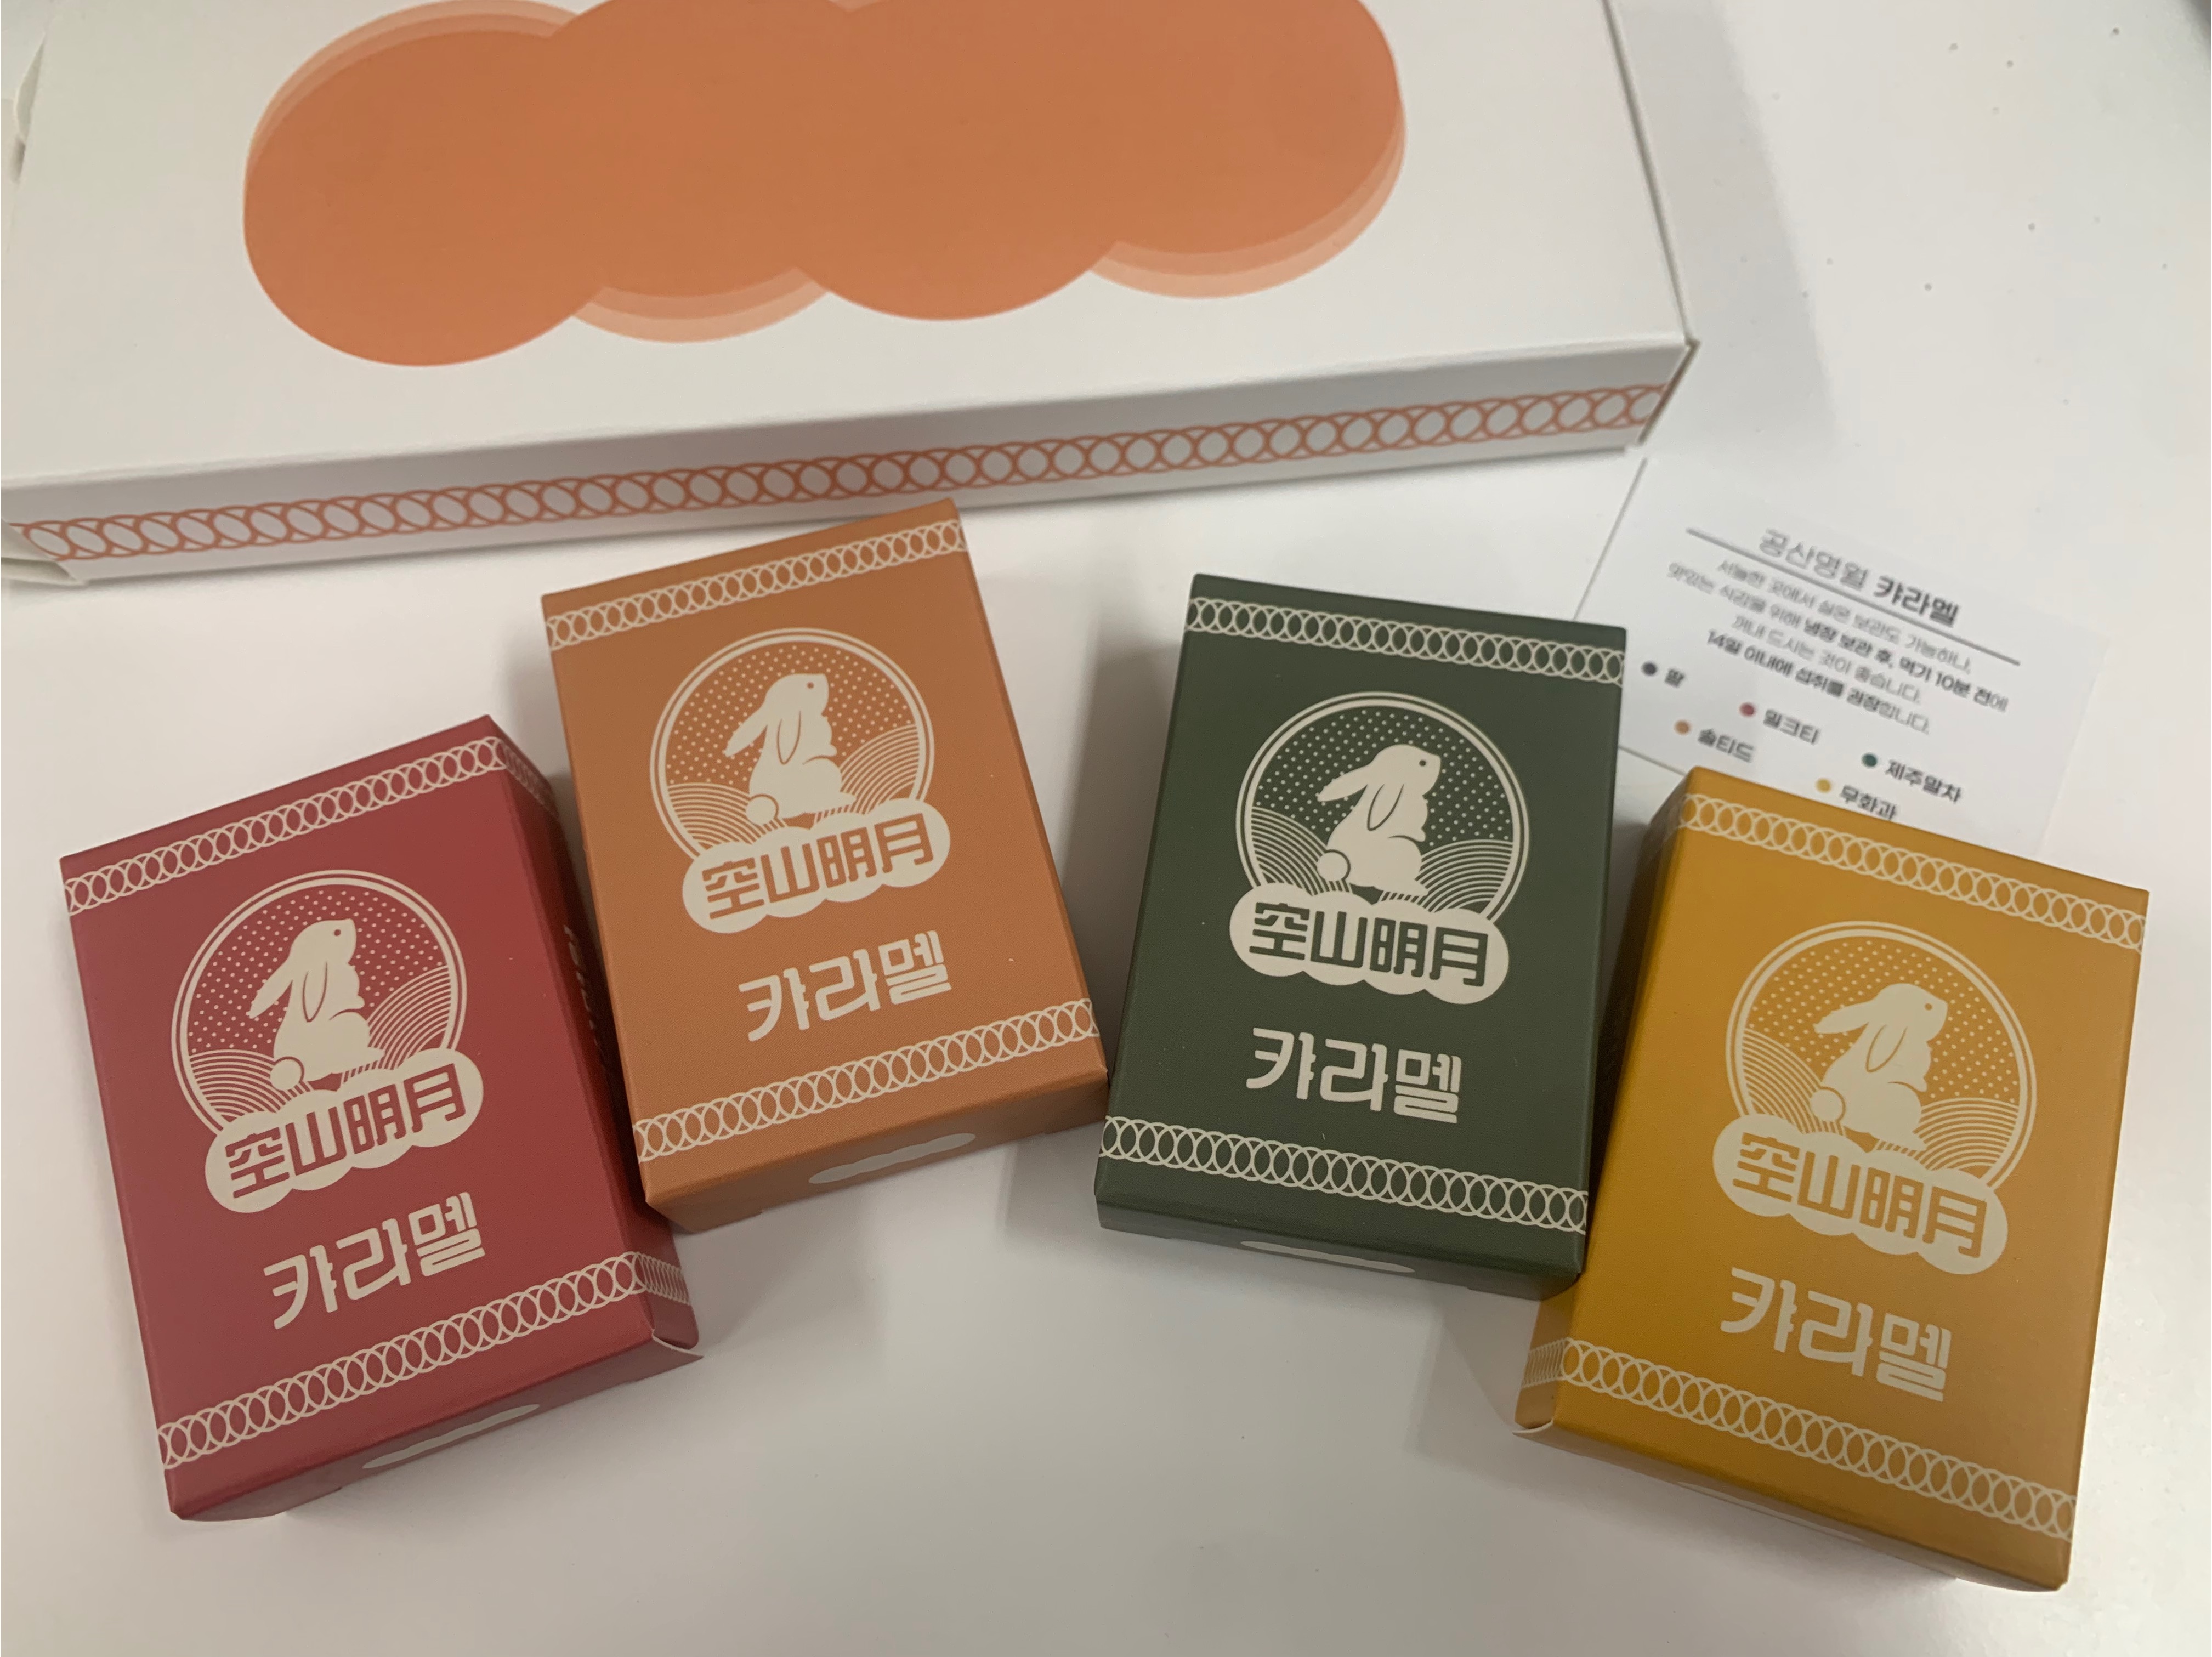 공산명월 캬라멜
서늘한 곳에서 실온 보관도 가능하나,
맛있는 식감을 위해 냉장 보관 후, 먹기 10분 전에
꺼내 드시는 것이 좋습니다.
14일 이내에 섭취를 권장합니다.
팥
밀크티
제주말차
솔티드
무화과
空山明月
캬라멜
空山明月
캬라멜
空山明月
캬라멜
空山明月
캬라멜